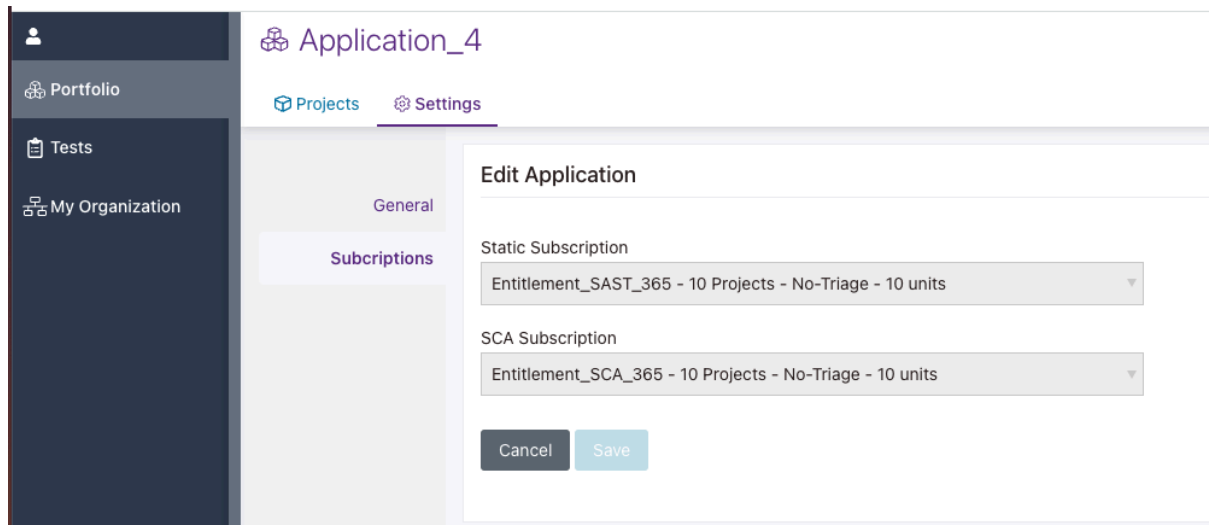 Application_4
Portfolio
Projects
Settings
Tests
My Organization
General
Subcriptions
Edit Application
Static Subscription
Entitlement_SAST_365 - 10 Projects - No-Triage - 10 units
SCA Subscription
Entitlement_SCA_365 - 10 Projects - No-Triage - 10 units
Cancel
Save